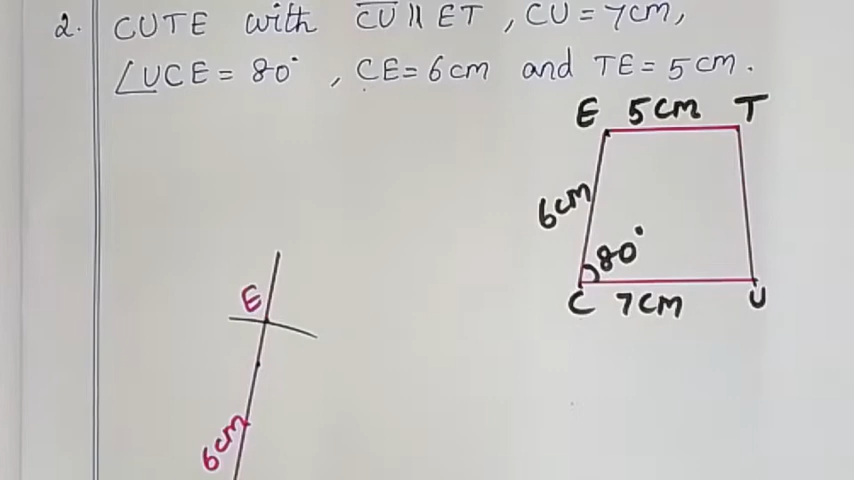 2. CUTE with CU || ET , CU = 7cm,
∠UCE = 80° , CE = 6cm and TE = 5cm.
E 5cm T
6cm
80°
C 7cm U
E
6cm